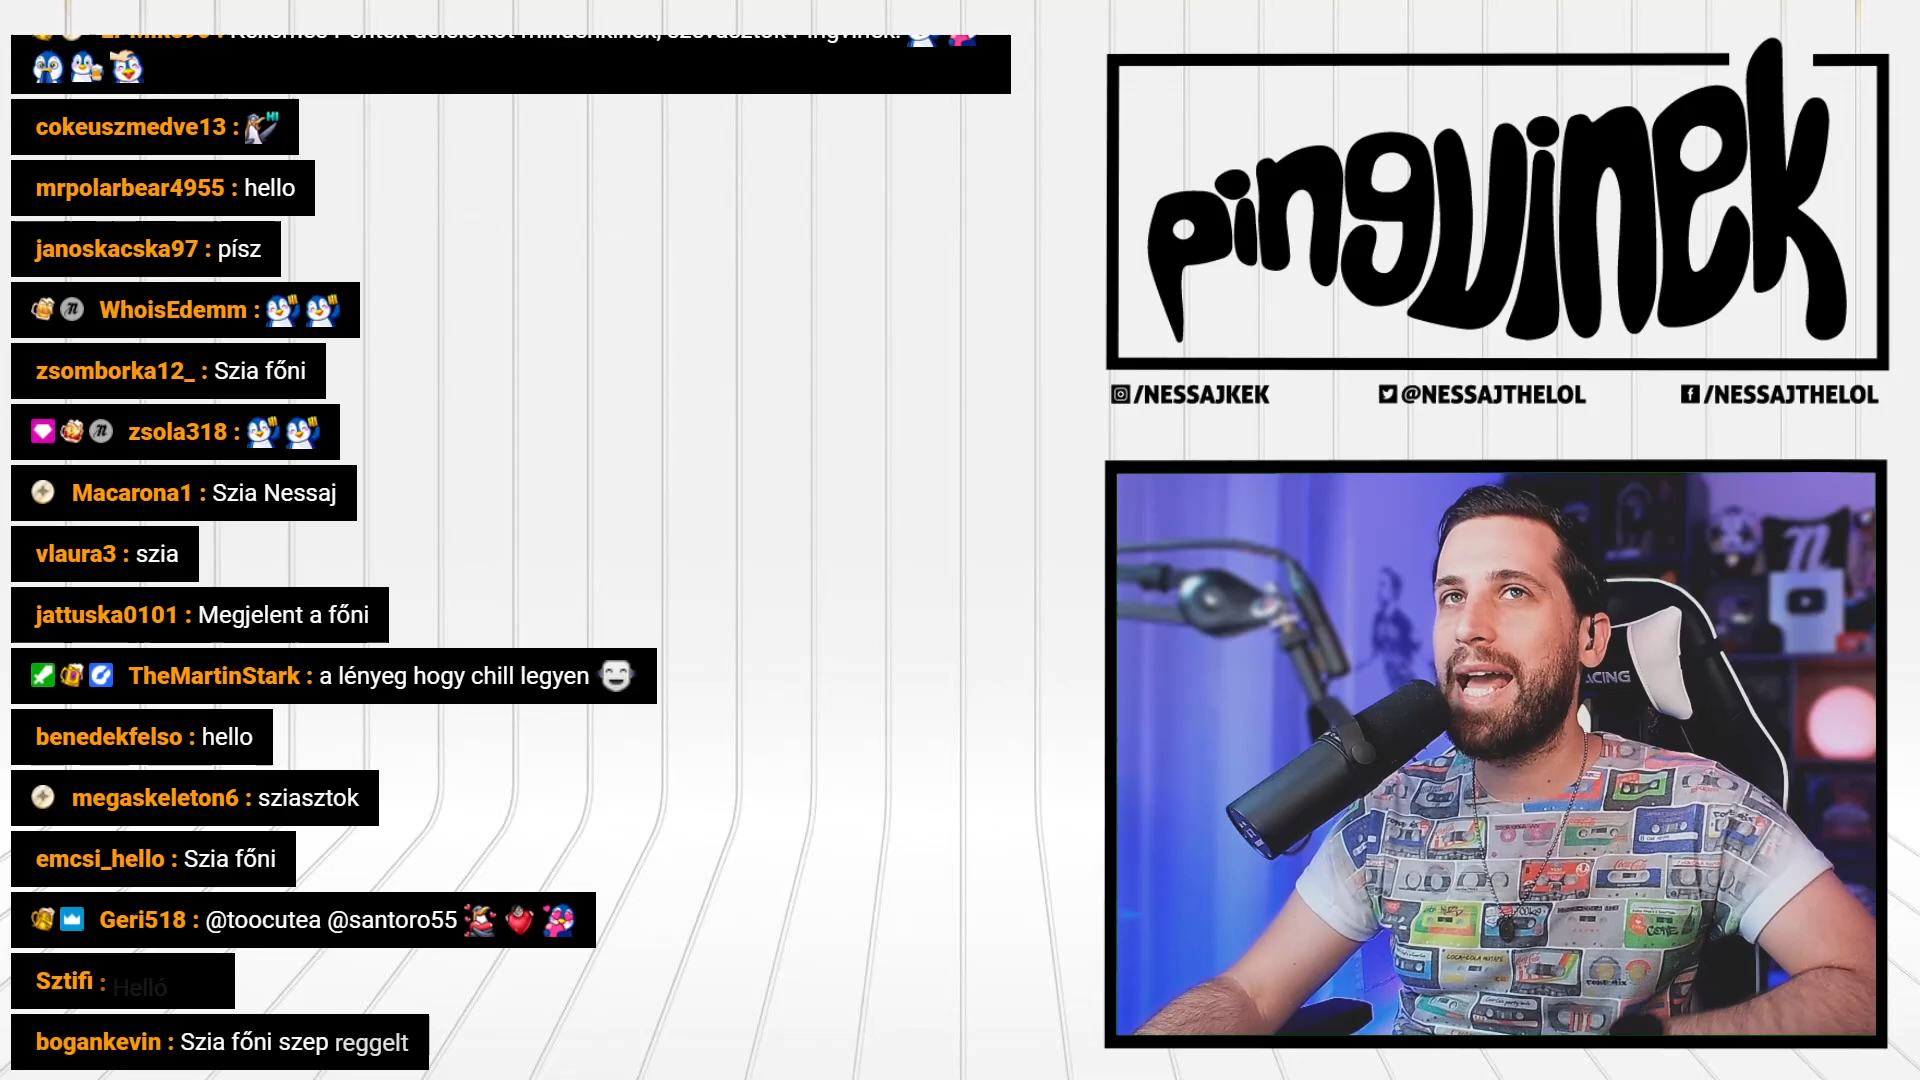 cokeuszmedve13 :
mrpolarbear4955 : hello
janoskacska97 : písz
WhoisEdemm :
zsomborka12_ : Szia főni
zsola318 :
Macarona1 : Szia Nessaj
vlaura3 : szia
jattuska0101 : Megjelent a főni
TheMartinStark : a lényeg hogy chill legyen
benedekfelso : hello
megaskeleton6 : sziasztok
emcsi_hello : Szia főni
Geri518 : @toocutea @santoro55
Sztifi : Helló
bogankevin : Szia főni szep reggelt
pingvinek
/NESSAJKEK
@NESSAJTHELOL
/NESSAJTHELOL
ACING